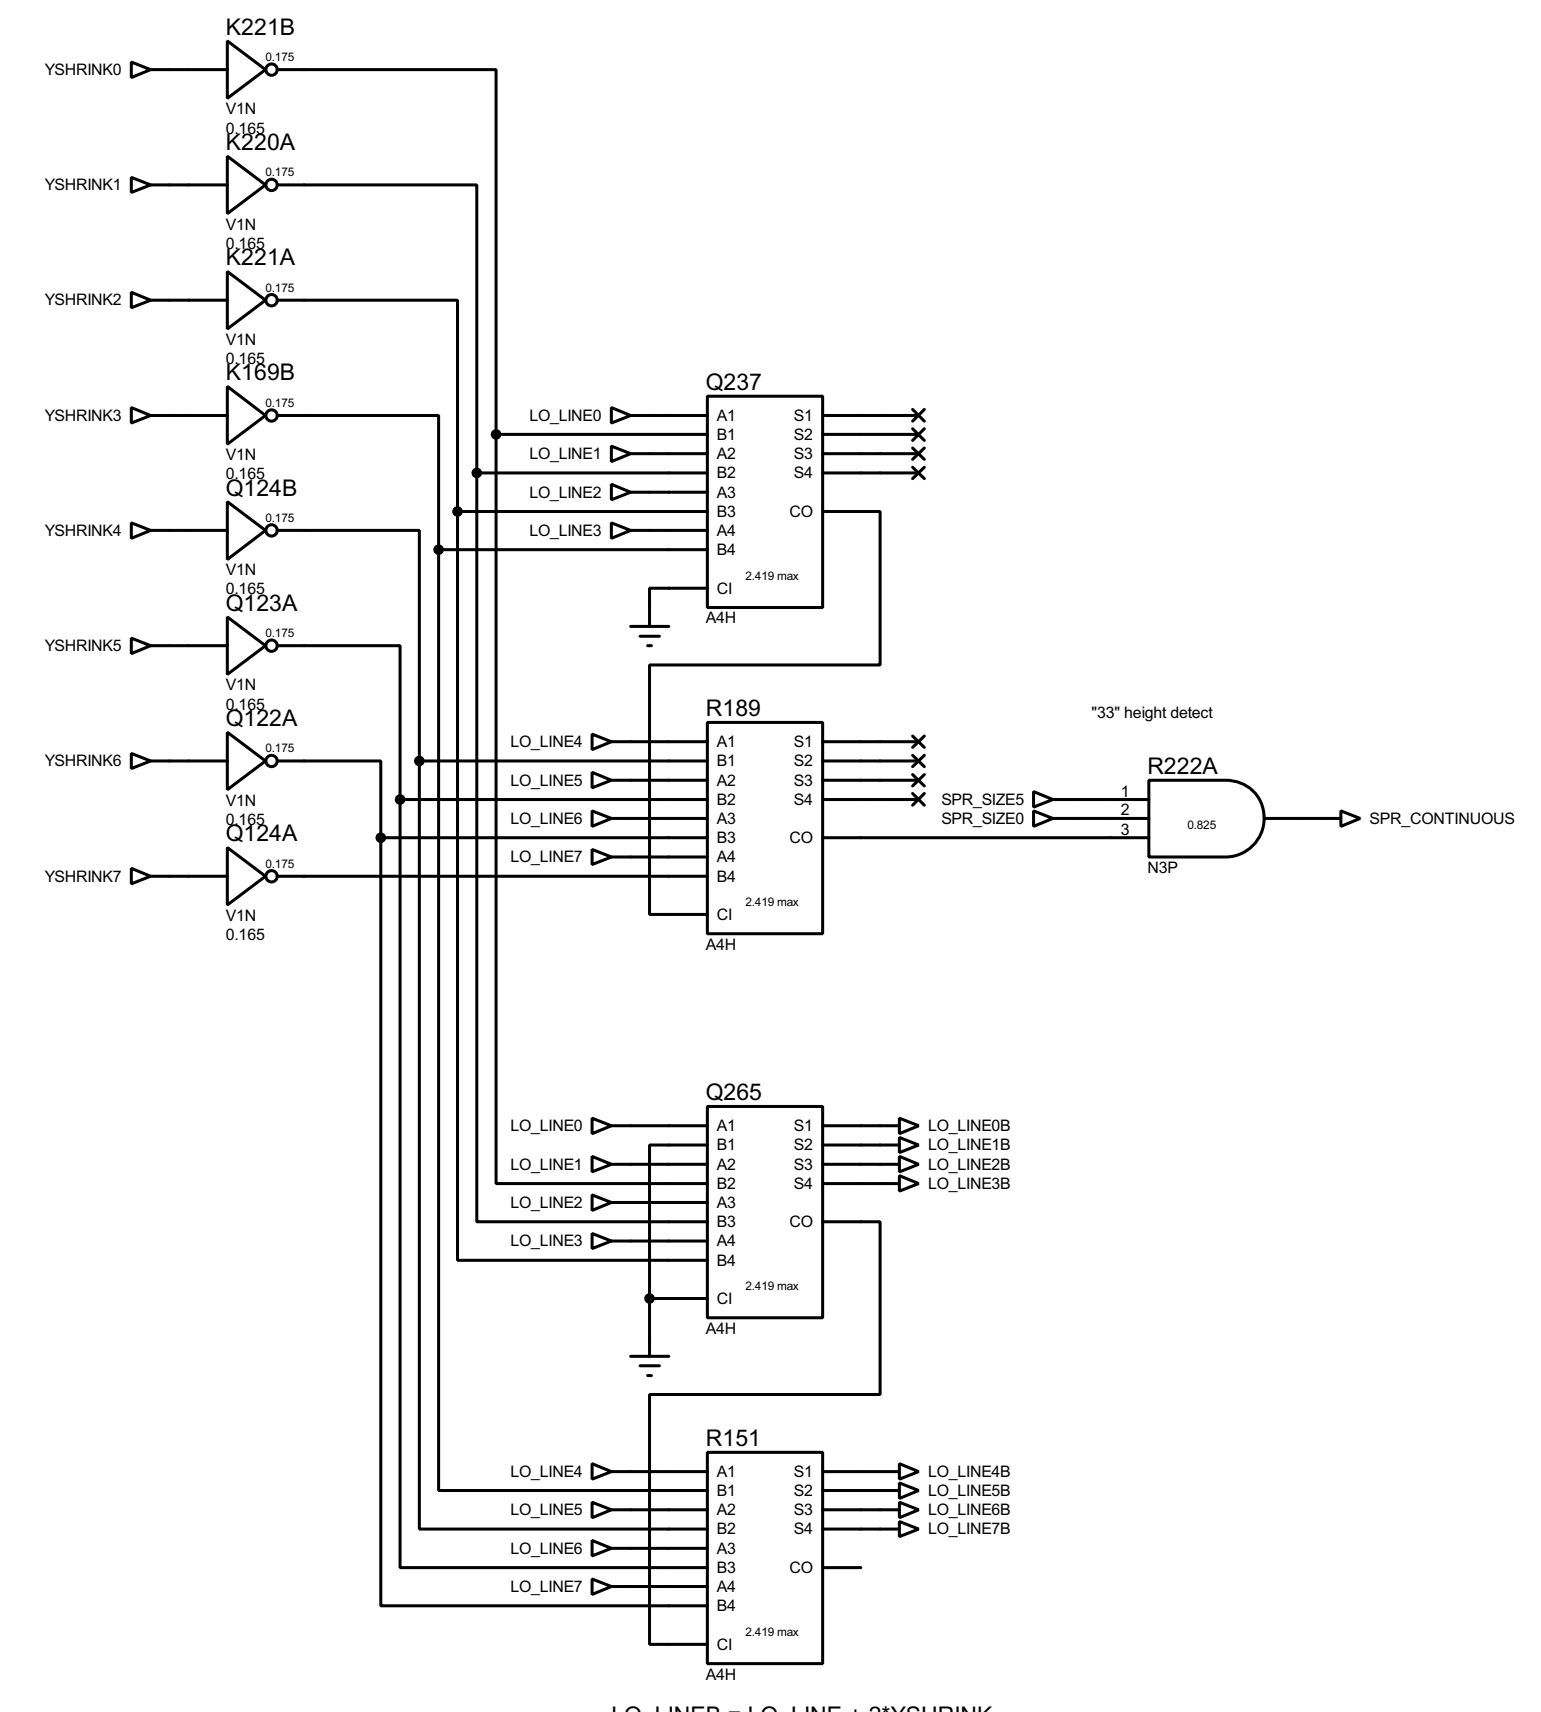 K221B
0.175
YSHRINK0
V1N
0.165
K220A
0.175
YSHRINK1
V1N
0.165
K221A
0.175
YSHRINK2
V1N
0.165
K169B
0.175
YSHRINK3
V1N
0.165
Q124B
0.175
YSHRINK4
V1N
0.165
Q123A
0.175
YSHRINK5
V1N
0.165
Q122A
0.175
YSHRINK6
V1N
0.165
Q124A
0.175
YSHRINK7
V1N
0.165
Q237
LO_LINE0 A1 S1
B1 S2
LO_LINE1 A2 S3
B2 S4
LO_LINE2 A3
B3 CO
LO_LINE3 A4
B4
2.419 max
CI
A4H
R189
LO_LINE4 A1 S1
B1 S2
LO_LINE5 A2 S3
B2 S4
LO_LINE6 A3
B3 CO
LO_LINE7 A4
B4
2.419 max
CI
A4H
"33" height detect
R222A
SPR_SIZE5 1
SPR_SIZE0 2
3
0.825
SPR_CONTINUOUS
N3P
Q265
LO_LINE0 A1 S1 LO_LINE0B
B1 S2 LO_LINE1B
LO_LINE1 A2 S3 LO_LINE2B
B2 S4 LO_LINE3B
LO_LINE2 A3
B3 CO
LO_LINE3 A4
B4
2.419 max
CI
A4H
R151
LO_LINE4 A1 S1 LO_LINE4B
B1 S2 LO_LINE5B
LO_LINE5 A2 S3 LO_LINE6B
B2 S4 LO_LINE7B
LO_LINE6 A3
B3 CO
LO_LINE7 A4
B4
2.419 max
CI
A4H
LO_LINEB = LO_LINE + 2*YSHRINK